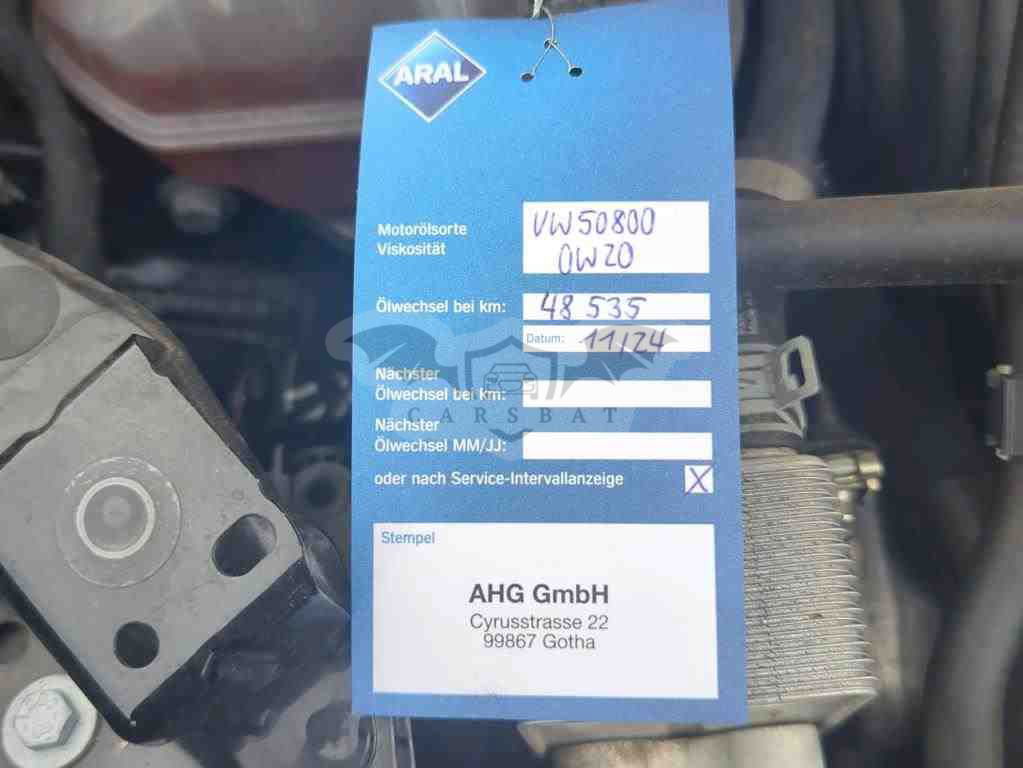 ARAL
Motorölsorte
Viskosität
VW50800
0W20
Ölwechsel bei km: 48 535
Datum: 11/24
Nächster
Ölwechsel bei km:
CARSBAT
Nächster
Ölwechsel MM/JJ:
oder nach Service-Intervallanzeige X
Stempel
AHG GmbH
Cyrusstrasse 22
99867 Gotha